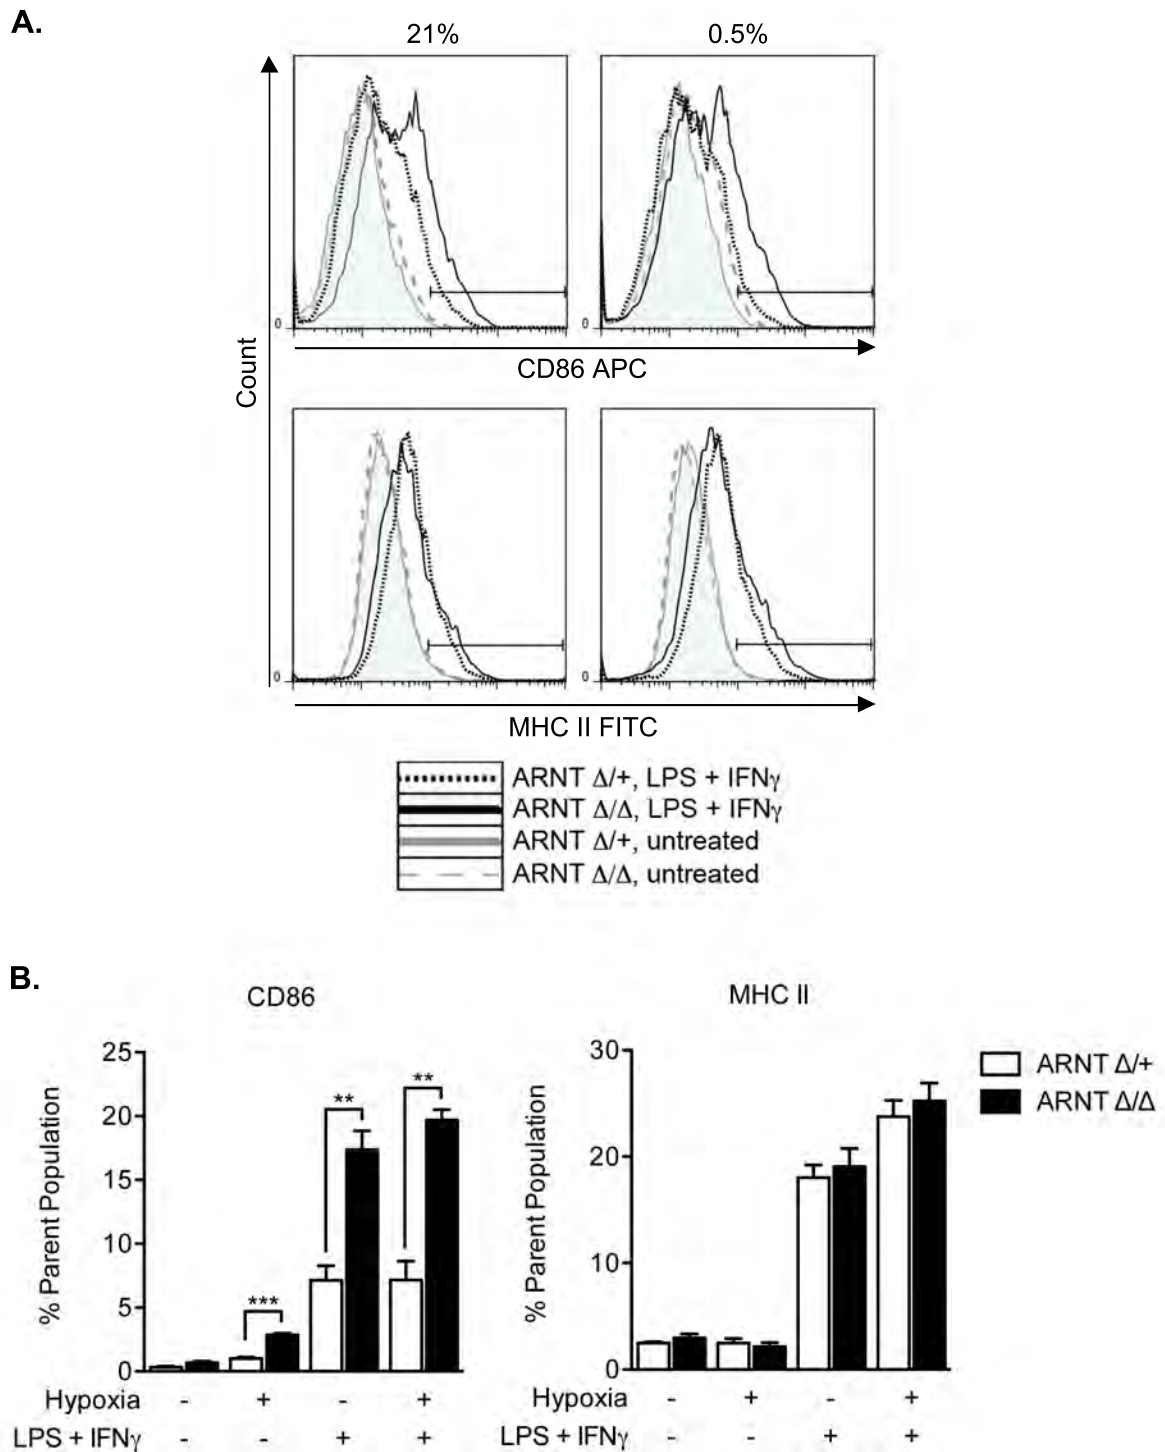 A.
21%
0.5%
Count
0
0
CD86 APC
0
0
MHC II FITC
ARNT Δ/+, LPS + IFNγ
ARNT Δ/Δ, LPS + IFNγ
ARNT Δ/+, untreated
ARNT Δ/Δ, untreated
B.
CD86
% Parent Population
25
20
15
10
5
0
**
**
***
Hypoxia - + - +
LPS + IFNγ - - + +
MHC II
% Parent Population
30
20
10
0
Hypoxia - + - +
LPS + IFNγ - - + +
ARNT Δ/+
ARNT Δ/Δ